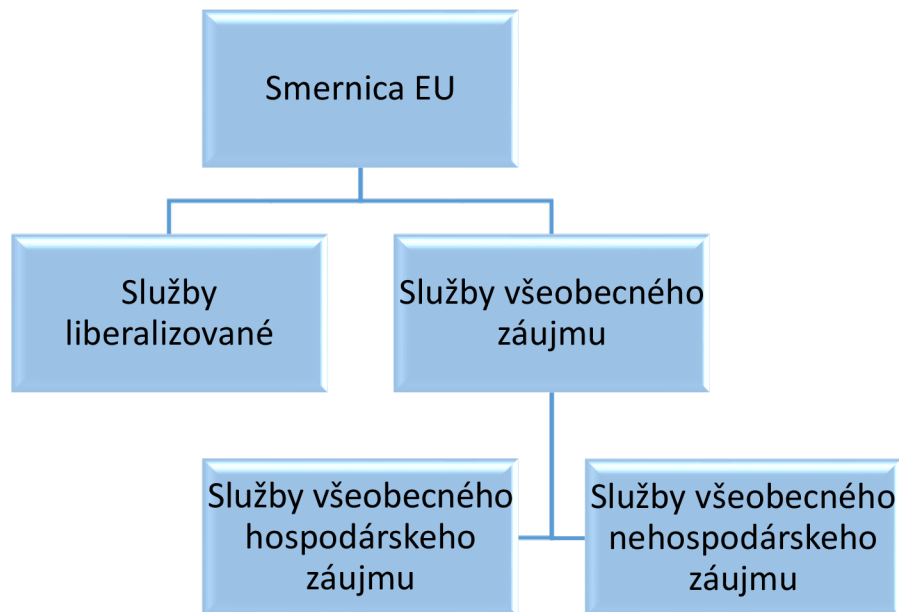 Smernica EU
Služby
liberalizované
Služby všeobecného
záujmu
Služby všeobecného
hospodárskeho
záujmu
Služby všeobecného
nehospodárskeho
záujmu